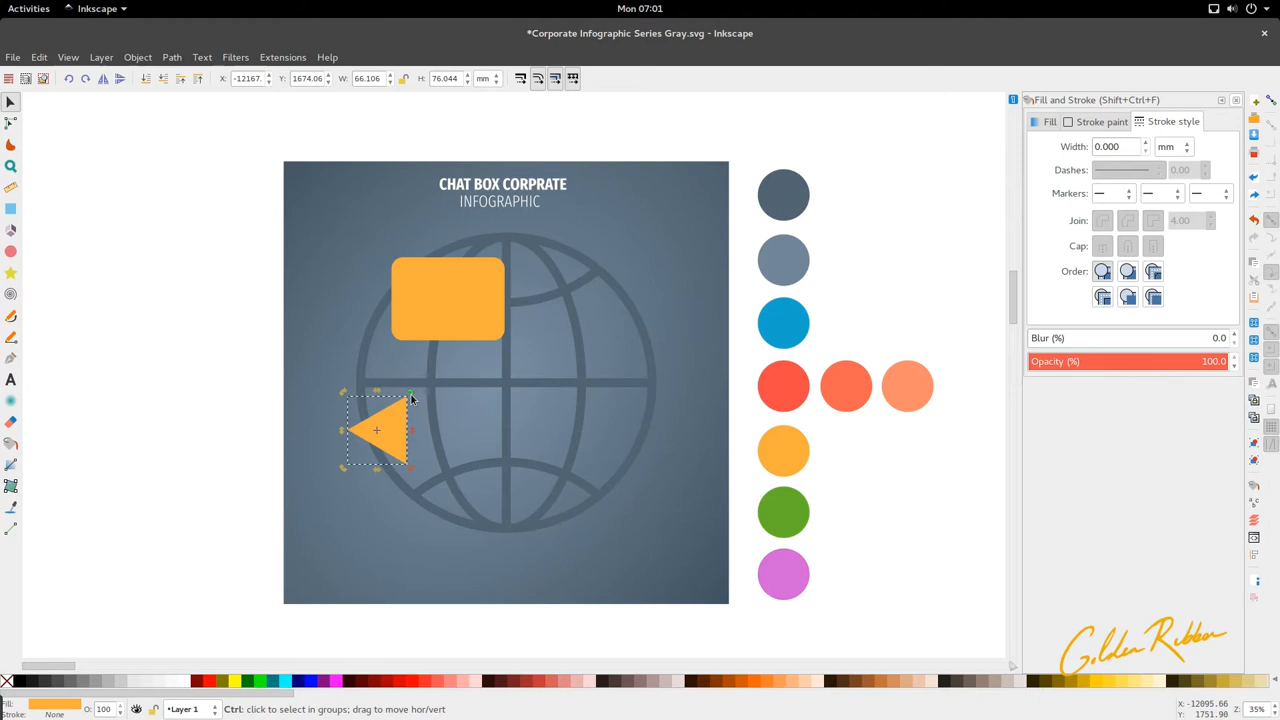 Activities Inkscape Mon 07:01
*Corporate Infographic Series Gray.svg - Inkscape
File Edit View Layer Object Path Text Filters Extensions Help
X: -12167. Y: 1674.06 W: 66.106 H: 76.044 mm
Fill and Stroke (Shift+Ctrl+F)
Fill Stroke paint Stroke style
Width: 0.000 mm
Dashes: 0.00
Markers:
Join: 4.00
Cap:
Order:
Blur (%) 0.0
Opacity (%) 100.0
CHAT BOX CORPRATE
INFOGRAPHIC
Golden Ribbon
Fill:
Stroke: None
O: 100
•Layer 1
Ctrl: click to select in groups; drag to move hor/vert
X: -12095.66
Y: 1751.90
Z: 35%